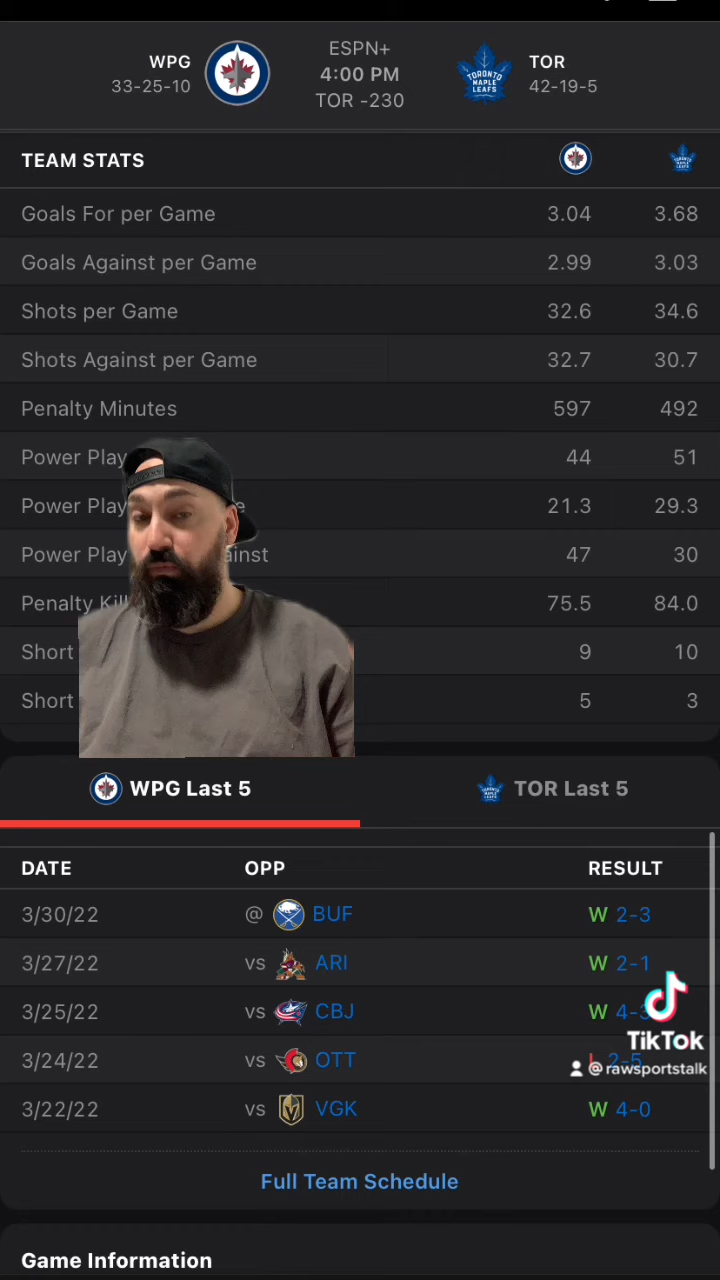 WPG
33-25-10
ESPN+
4:00 PM
TOR -230
TORONTO
MAPLE
LEAFS
TOR
42-19-5
TEAM STATS
Goals For per Game 3.04 3.68
Goals Against per Game 2.99 3.03
Shots per Game 32.6 34.6
Shots Against per Game 32.7 30.7
Penalty Minutes 597 492
Power Play 44 51
Power Play 21.3 29.3
Power Play 47 30
Penalty 75.5 84.0
Short 9 10
Short 5 3
WPG Last 5
TOR Last 5
DATE OPP RESULT
3/30/22 @ BUF W 2-3
3/27/22 vs ARI W 2-1
3/25/22 vs CBJ W 4-3
3/24/22 vs OTT L 2-5
3/22/22 vs VGK W 4-0
TikTok
@rawsportstalk
Full Team Schedule
Game Information